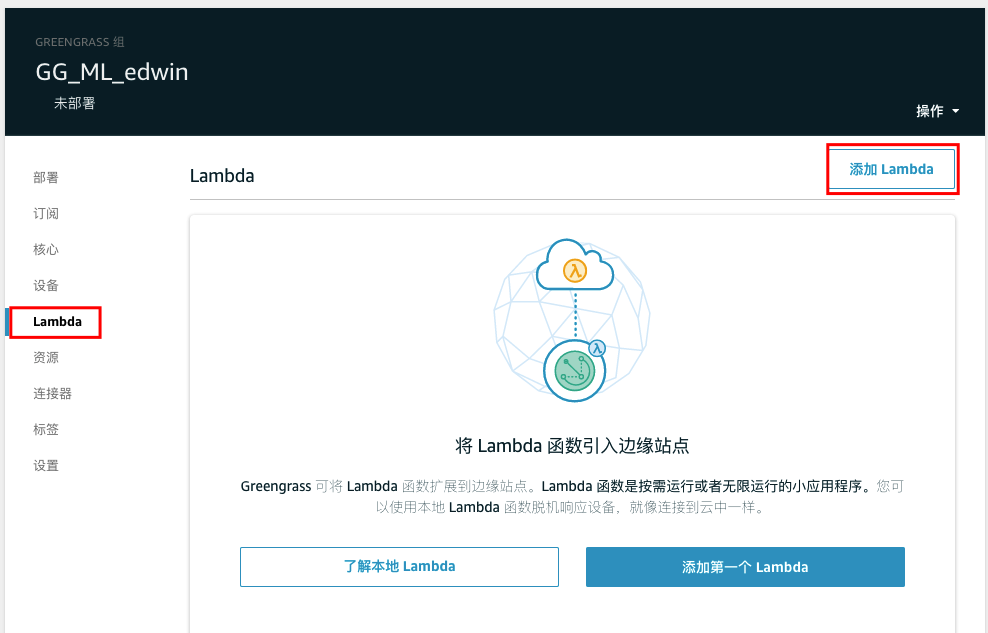 GREENGRASS 组
GG_ML_edwin
未部署
操作
部署
订阅
核心
设备
Lambda
资源
连接器
标签
设置
Lambda
添加 Lambda
λ
λ
将 Lambda 函数引入边缘站点
Greengrass 可将 Lambda 函数扩展到边缘站点。Lambda 函数是按需运行或者无限运行的小应用程序。您可
以使用本地 Lambda 函数脱机响应设备，就像连接到云中一样。
了解本地 Lambda
添加第一个 Lambda